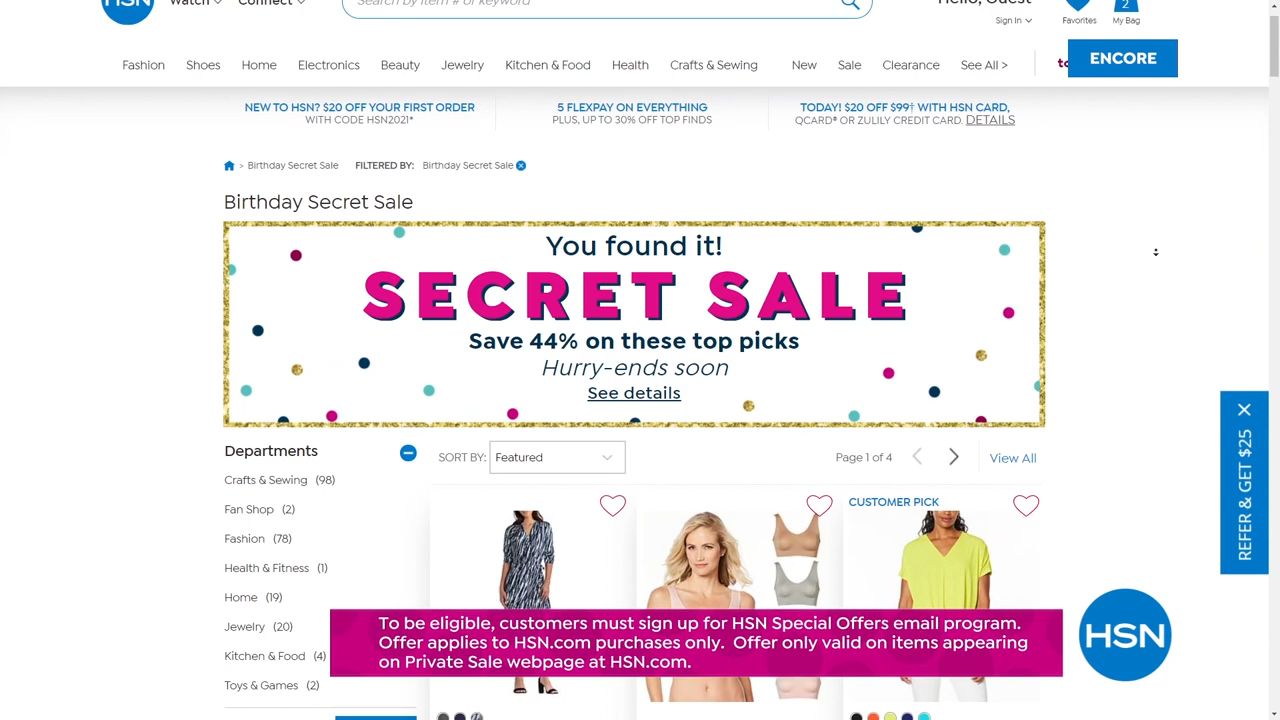 HSN
Watch
Connect
Search by item # or keyword
Hello, Guest
Sign In
Favorites
2
My Bag
Fashion
Shoes
Home
Electronics
Beauty
Jewelry
Kitchen & Food
Health
Crafts & Sewing
New
Sale
Clearance
See All >
ENCORE
NEW TO HSN? $20 OFF YOUR FIRST ORDER
WITH CODE HSN2021*
5 FLEXPAY ON EVERYTHING
PLUS, UP TO 30% OFF TOP FINDS
TODAY! $20 OFF $99† WITH HSN CARD,
QCARD® OR ZULILY CREDIT CARD. DETAILS
> Birthday Secret Sale
FILTERED BY:
Birthday Secret Sale
Birthday Secret Sale
You found it!
SECRET SALE
Save 44% on these top picks
Hurry-ends soon
See details
Departments
Crafts & Sewing (98)
Fan Shop (2)
Fashion (78)
Health & Fitness (1)
Home (19)
Jewelry (20)
Kitchen & Food (4)
Toys & Games (2)
SORT BY:
Featured
Page 1 of 4
View All
CUSTOMER PICK
REFER & GET $25
To be eligible, customers must sign up for HSN Special Offers email program.
Offer applies to HSN.com purchases only. Offer only valid on items appearing
on Private Sale webpage at HSN.com.
HSN